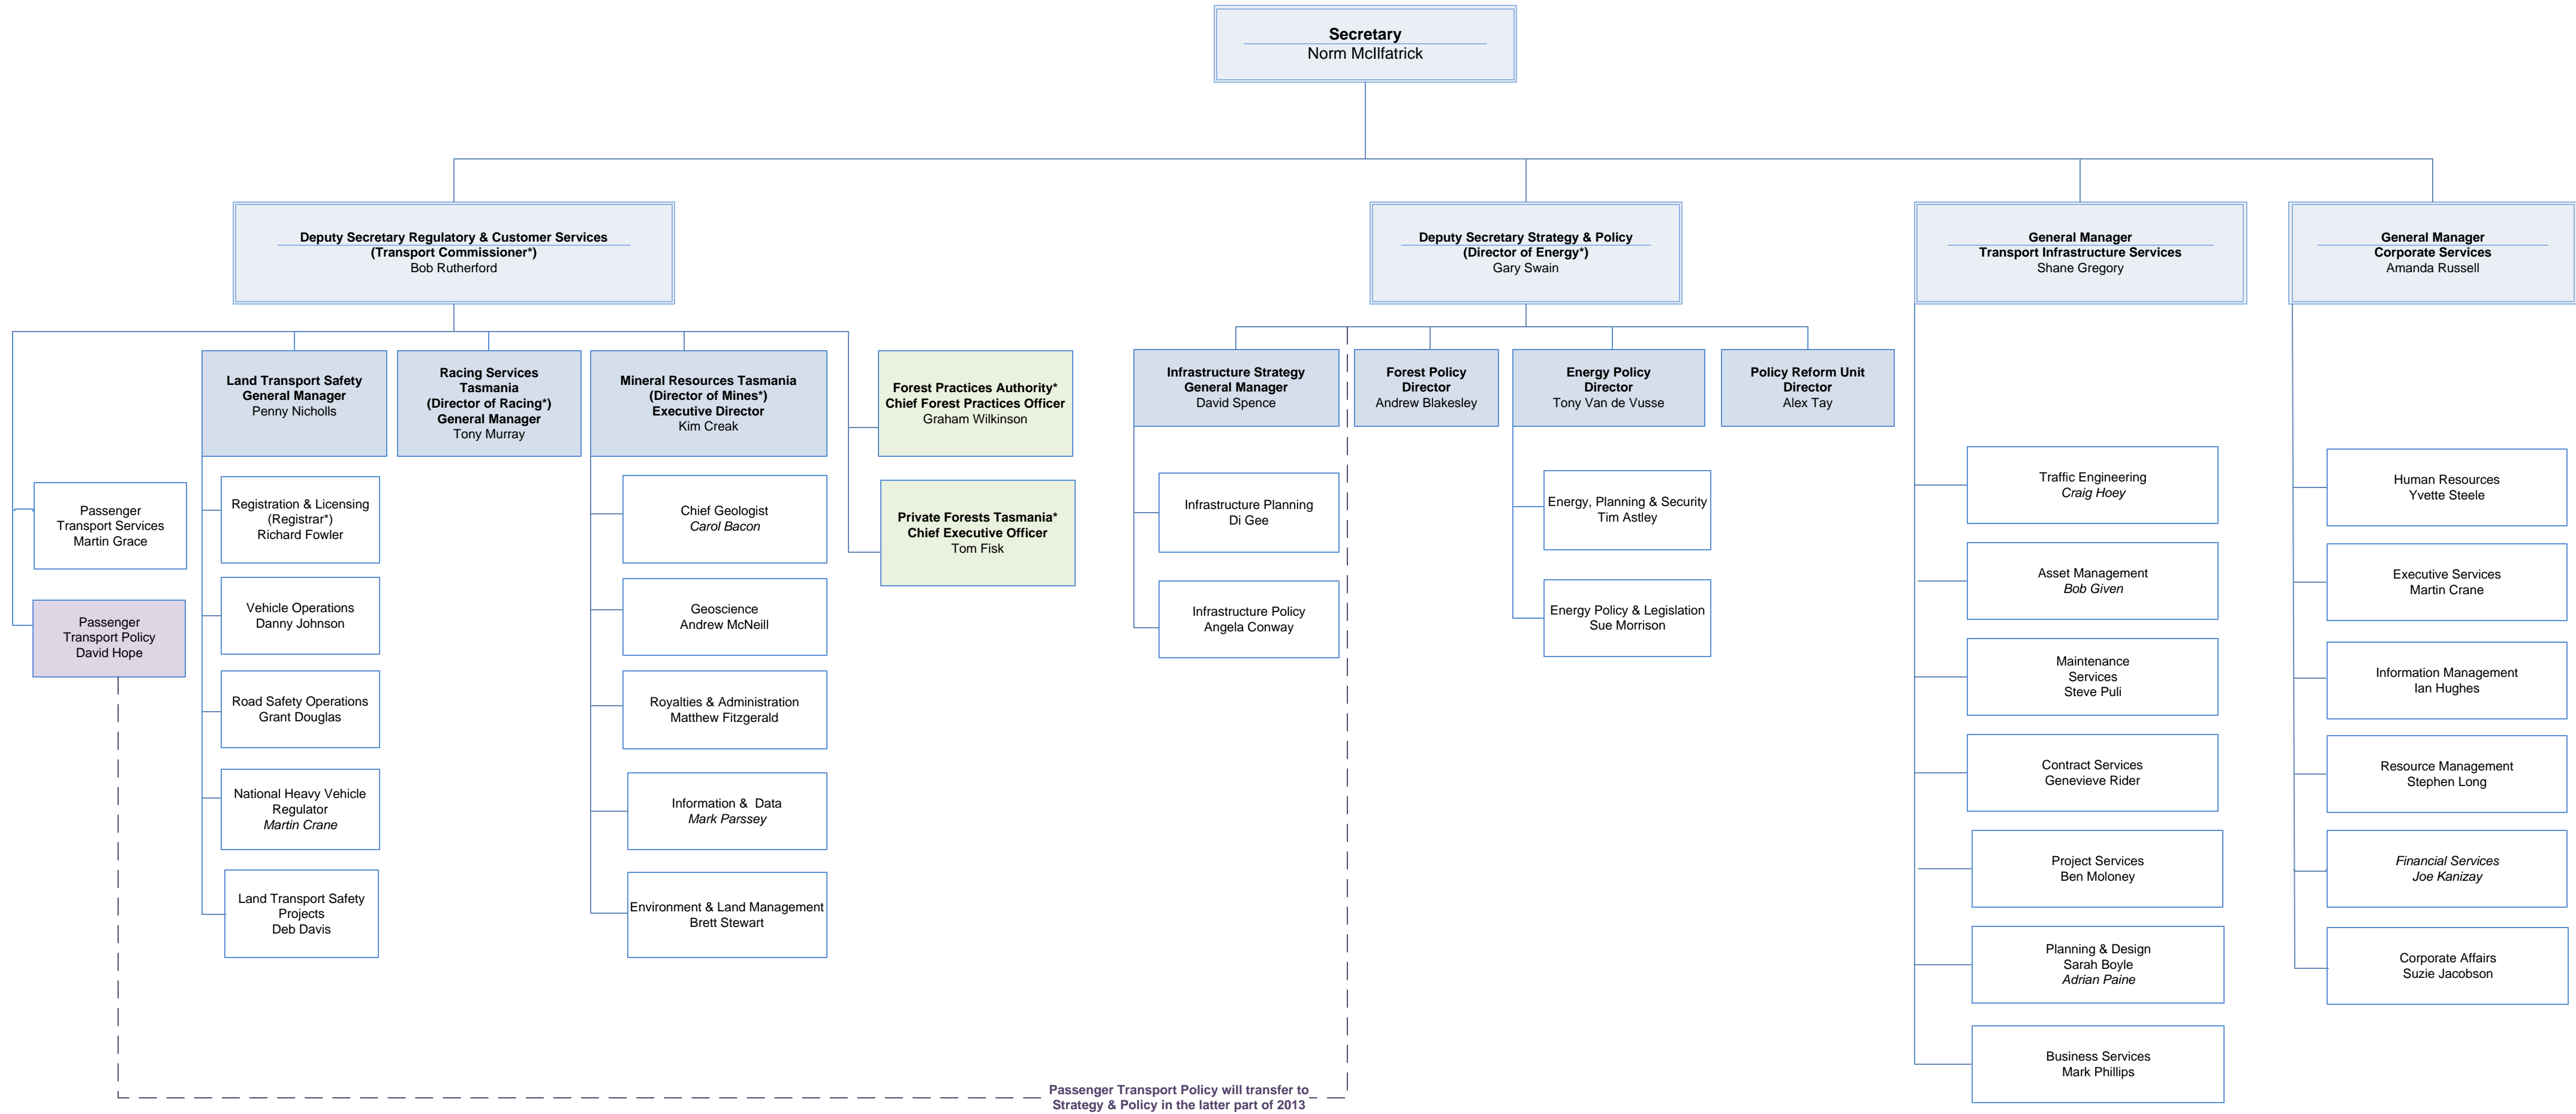 Secretary
Norm McIlfatrick
Deputy Secretary Regulatory & Customer Services
(Transport Commissioner*)
Bob Rutherford
Deputy Secretary Strategy & Policy
(Director of Energy*)
Gary Swain
General Manager
Transport Infrastructure Services
Shane Gregory
General Manager
Corporate Services
Amanda Russell
Land Transport Safety
General Manager
Penny Nicholls
Racing Services
Tasmania
(Director of Racing*)
General Manager
Tony Murray
Mineral Resources Tasmania
(Director of Mines*)
Executive Director
Kim Creak
Forest Practices Authority*
Chief Forest Practices Officer
Graham Wilkinson
Private Forests Tasmania*
Chief Executive Officer
Tom Fisk
Infrastructure Strategy
General Manager
David Spence
Forest Policy
Director
Andrew Blakesley
Energy Policy
Director
Tony Van de Vusse
Policy Reform Unit
Director
Alex Tay
Passenger
Transport Services
Martin Grace
Passenger
Transport Policy
David Hope
Registration & Licensing
(Registrar*)
Richard Fowler
Vehicle Operations
Danny Johnson
Road Safety Operations
Grant Douglas
National Heavy Vehicle
Regulator
Martin Crane
Land Transport Safety
Projects
Deb Davis
Chief Geologist
Carol Bacon
Geoscience
Andrew McNeill
Royalties & Administration
Matthew Fitzgerald
Information & Data
Mark Parssey
Environment & Land Management
Brett Stewart
Infrastructure Planning
Di Gee
Infrastructure Policy
Angela Conway
Energy, Planning & Security
Tim Astley
Energy Policy & Legislation
Sue Morrison
Traffic Engineering
Craig Hoey
Asset Management
Bob Given
Maintenance
Services
Steve Puli
Contract Services
Genevieve Rider
Project Services
Ben Moloney
Planning & Design
Sarah Boyle
Adrian Paine
Business Services
Mark Phillips
Human Resources
Yvette Steele
Executive Services
Martin Crane
Information Management
Ian Hughes
Resource Management
Stephen Long
Financial Services
Joe Kanizay
Corporate Affairs
Suzie Jacobson
Passenger Transport Policy will transfer to
Strategy & Policy in the latter part of 2013